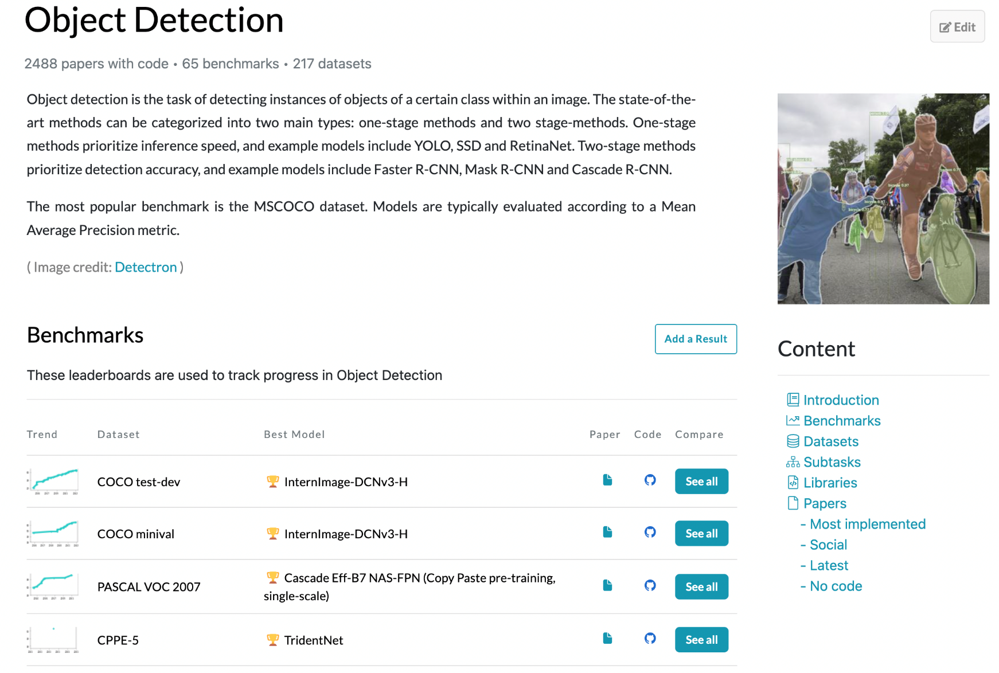 Object Detection
Edit
2488 papers with code • 65 benchmarks • 217 datasets
Object detection is the task of detecting instances of objects of a certain class within an image. The state-of-the-
art methods can be categorized into two main types: one-stage methods and two stage-methods. One-stage
methods prioritize inference speed, and example models include YOLO, SSD and RetinaNet. Two-stage methods
prioritize detection accuracy, and example models include Faster R-CNN, Mask R-CNN and Cascade R-CNN.
The most popular benchmark is the MSCOCO dataset. Models are typically evaluated according to a Mean
Average Precision metric.
( Image credit: Detectron )
bicycle 0.97
bicycle 0.97
Benchmarks
Add a Result
These leaderboards are used to track progress in Object Detection
Trend Dataset Best Model Paper Code Compare
COCO test-dev InternImage-DCNv3-H See all
COCO minival InternImage-DCNv3-H See all
PASCAL VOC 2007 Cascade Eff-B7 NAS-FPN (Copy Paste pre-training,
single-scale) See all
CPPE-5 TridentNet See all
Content
Introduction
Benchmarks
Datasets
Subtasks
Libraries
Papers
- Most implemented
- Social
- Latest
- No code